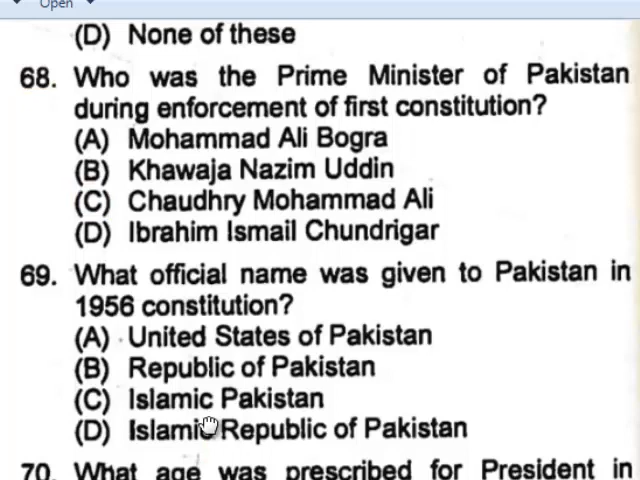 Open
(D) None of these
68. Who was the Prime Minister of Pakistan
during enforcement of first constitution?
(A) Mohammad Ali Bogra
(B) Khawaja Nazim Uddin
(C) Chaudhry Mohammad Ali
(D) Ibrahim Ismail Chundrigar
69. What official name was given to Pakistan in
1956 constitution?
(A) United States of Pakistan
(B) Republic of Pakistan
(C) Islamic Pakistan
(D) Islamic Republic of Pakistan
70. What age was prescribed for President in